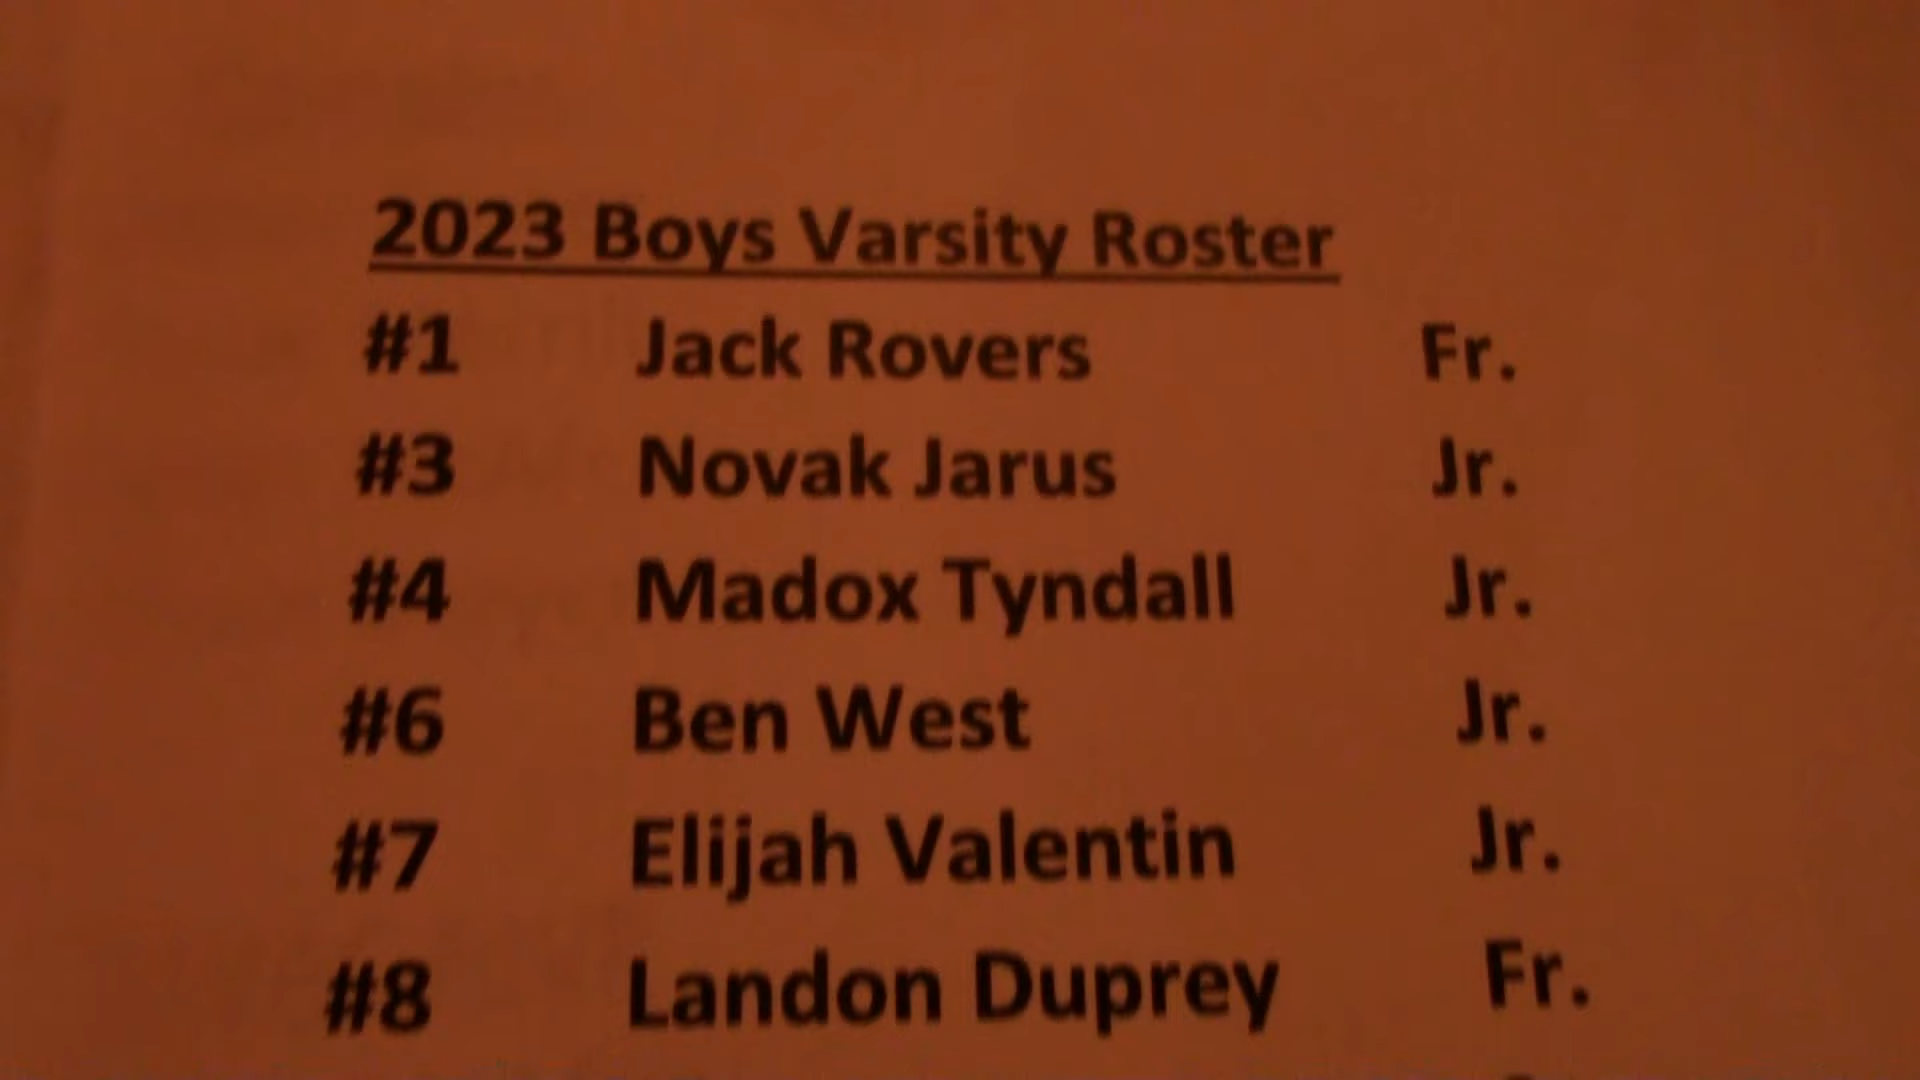 2023 Boys Varsity Roster
#1 Jack Rovers Fr.
#3 Novak Jarus Jr.
#4 Madox Tyndall Jr.
#6 Ben West Jr.
#7 Elijah Valentin Jr.
#8 Landon Duprey Fr.